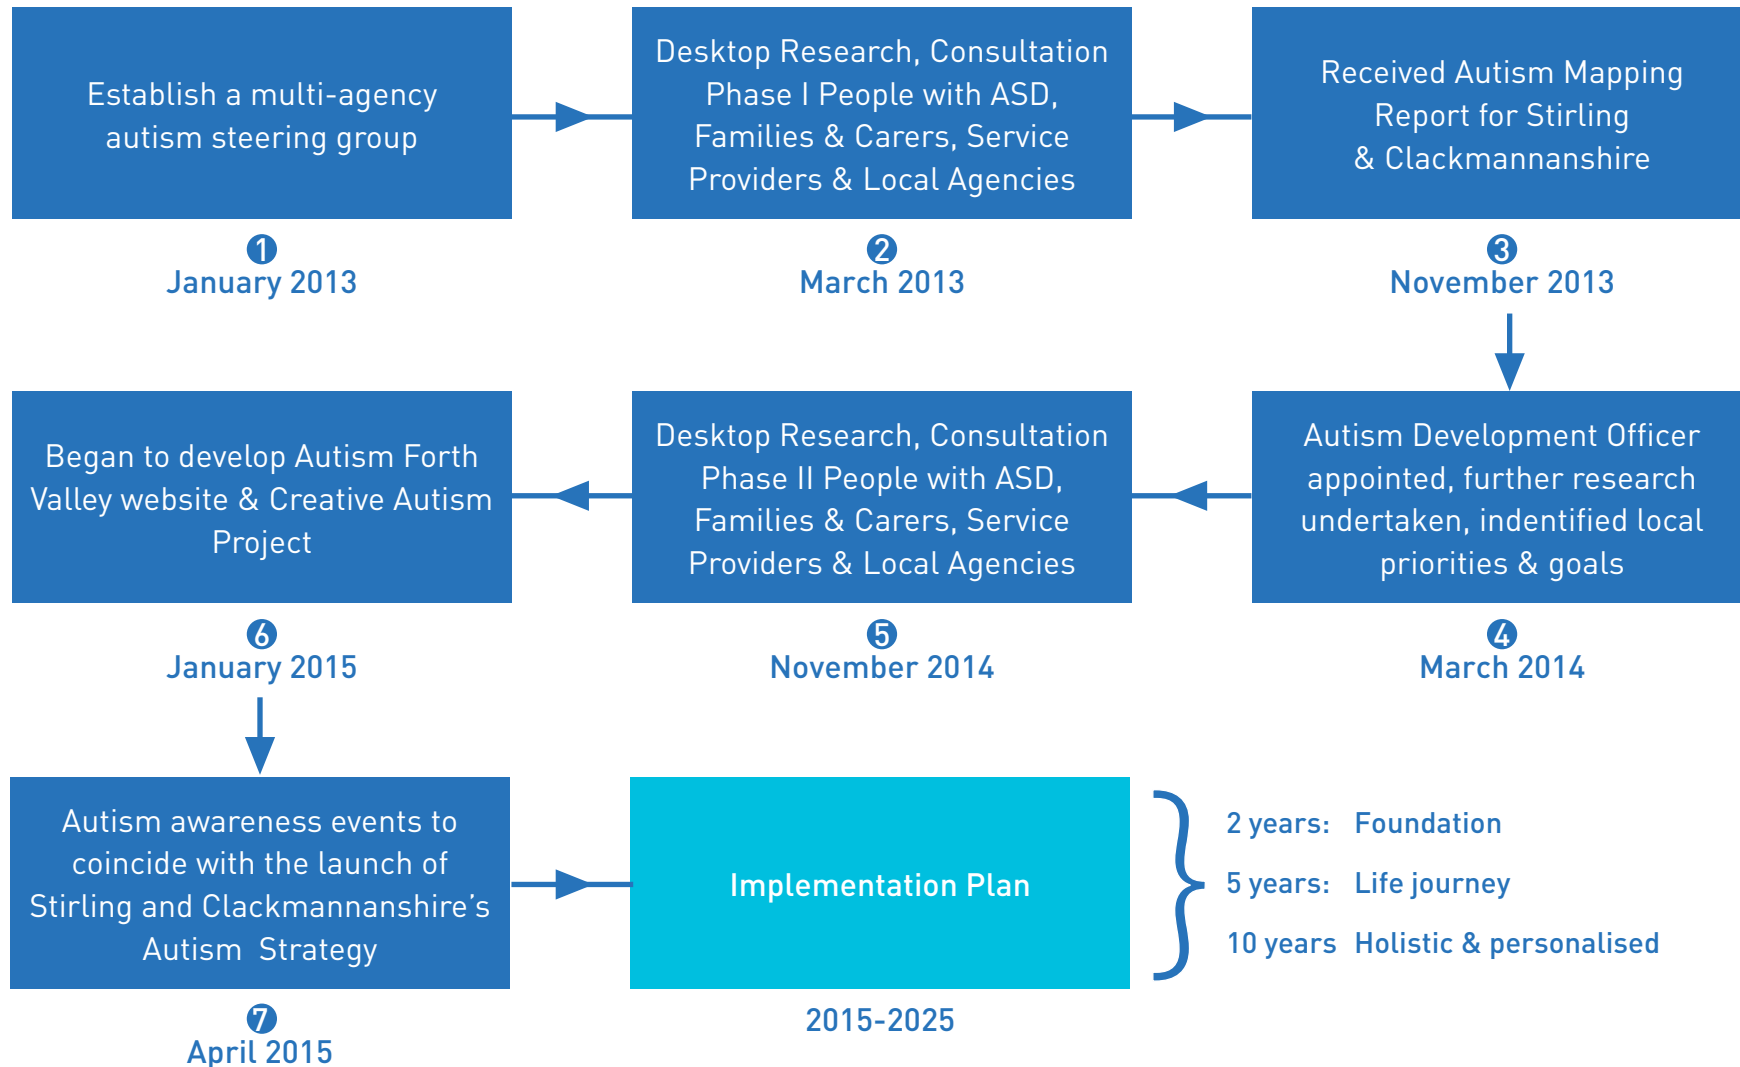 Establish a multi-agency
autism steering group
1
January 2013
Desktop Research, Consultation
Phase I People with ASD,
Families & Carers, Service
Providers & Local Agencies
2
March 2013
Received Autism Mapping
Report for Stirling
& Clackmannanshire
3
November 2013
Autism Development Officer
appointed, further research
undertaken, indentified local
priorities & goals
4
March 2014
Desktop Research, Consultation
Phase II People with ASD,
Families & Carers, Service
Providers & Local Agencies
5
November 2014
Began to develop Autism Forth
Valley website & Creative Autism
Project
6
January 2015
Autism awareness events to
coincide with the launch of
Stirling and Clackmannanshire’s
Autism  Strategy
7
April 2015
Implementation Plan
2015-2025
2 years: Foundation
5 years: Life journey
10 years Holistic & personalised